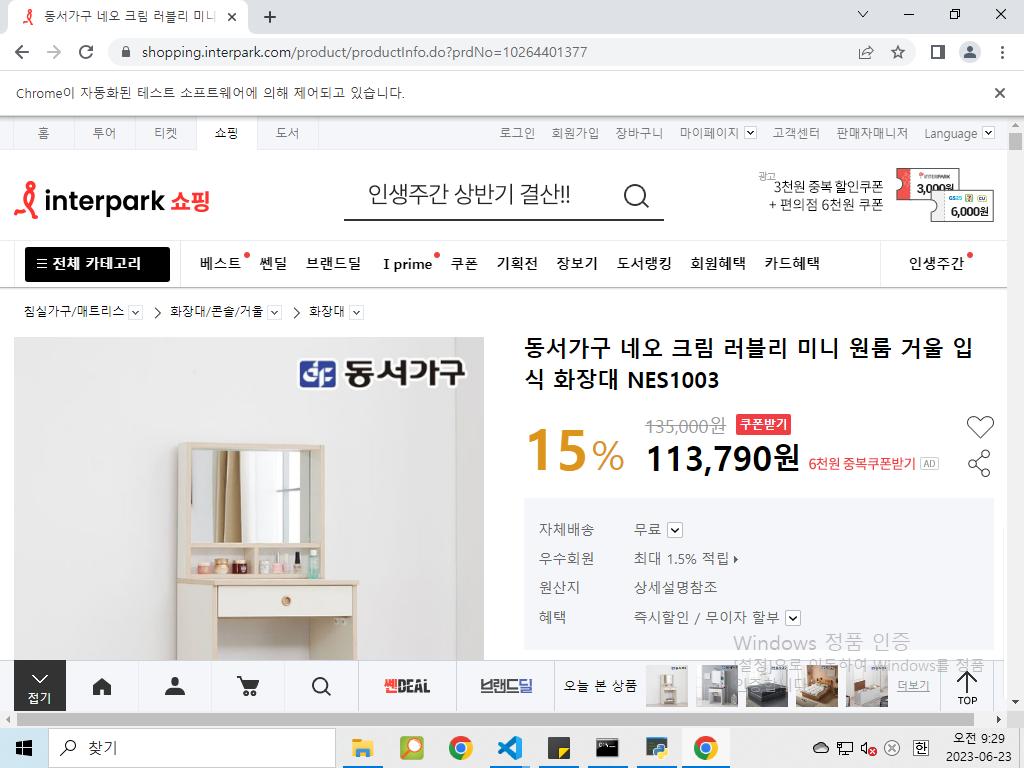 동서가구 네오 크림 러블리 미니
shopping.interpark.com/product/productInfo.do?prdNo=10264401377
Chrome이 자동화된 테스트 소프트웨어에 의해 제어되고 있습니다.
홈 투어 티켓 쇼핑 도서 로그인 회원가입 장바구니 마이페이지 고객센터 판매자매니저 Language
interpark 쇼핑
인생주간 상반기 결산!!
광고
3천원 중복 할인쿠폰
+ 편의점 6천원 쿠폰
interpark
3,000원
GS25 CU
6,000원
전체 카테고리 베스트 쎈딜 브랜드딜 I prime 쿠폰 기획전 장보기 도서랭킹 회원혜택 카드혜택 인생주간
침실가구/매트리스 화장대/콘솔/거울 화장대
동서가구
동서가구 네오 크림 러블리 미니 원룸 거울 입
식 화장대 NES1003
15%
135,000원 쿠폰받기
113,790원 6천원 중복쿠폰받기 AD
자체배송 무료
우수회원 최대 1.5% 적립
원산지 상세설명참조
혜택 즉시할인 / 무이자 할부
Windows 정품 인증
[설정]으로 이동하여 Windows를 정품
접기
쎈DEAL
브랜드딜
오늘 본 상품
더보기
TOP
찾기
한
오전 9:29
2023-06-23